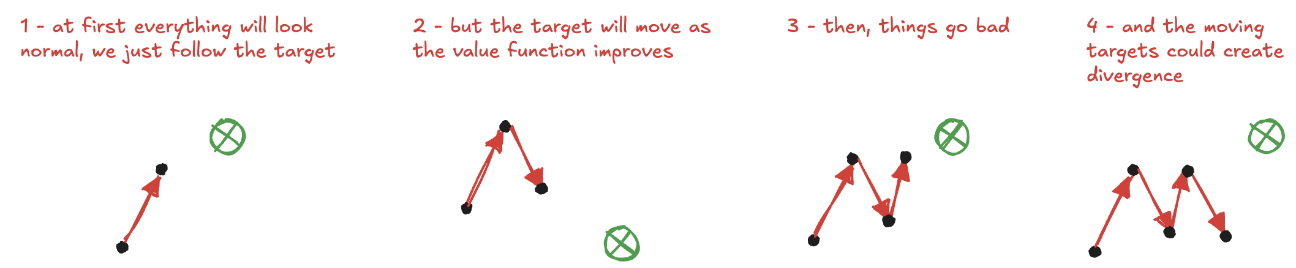 1 - at first everything will look
normal, we just follow the target
2 - but the target will move as
the value function improves
3 - then, things go bad
4 - and the moving
targets could create
divergence